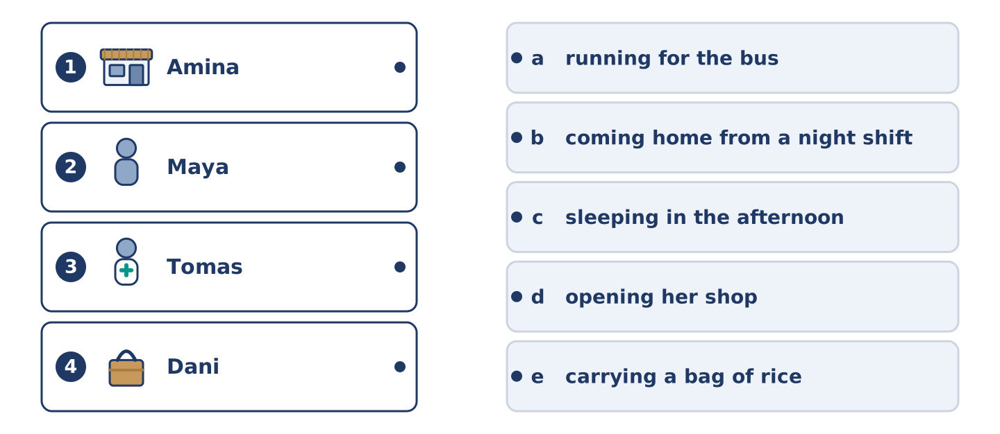 1 Amina
2 Maya
3 Tomas
4 Dani
a running for the bus
b coming home from a night shift
c sleeping in the afternoon
d opening her shop
e carrying a bag of rice